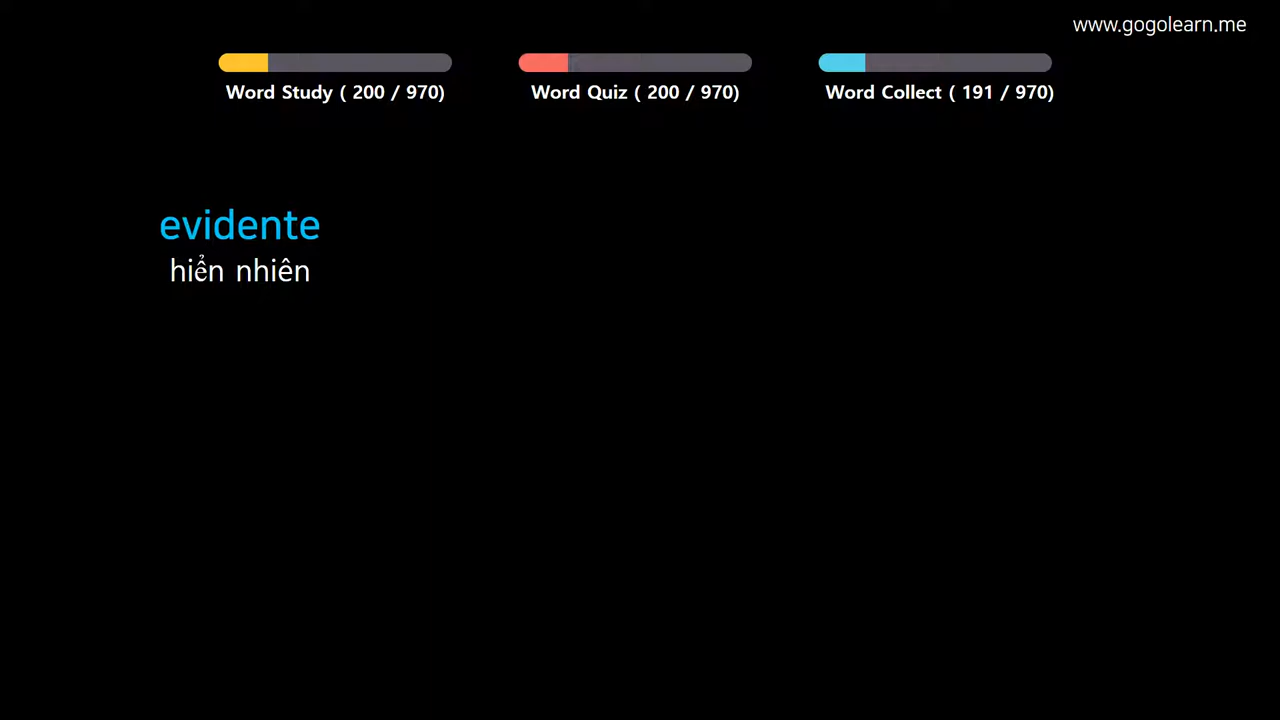 www.gogolearn.me
Word Study ( 200 / 970)
Word Quiz ( 200 / 970)
Word Collect ( 191 / 970)
evidente
hiển nhiên